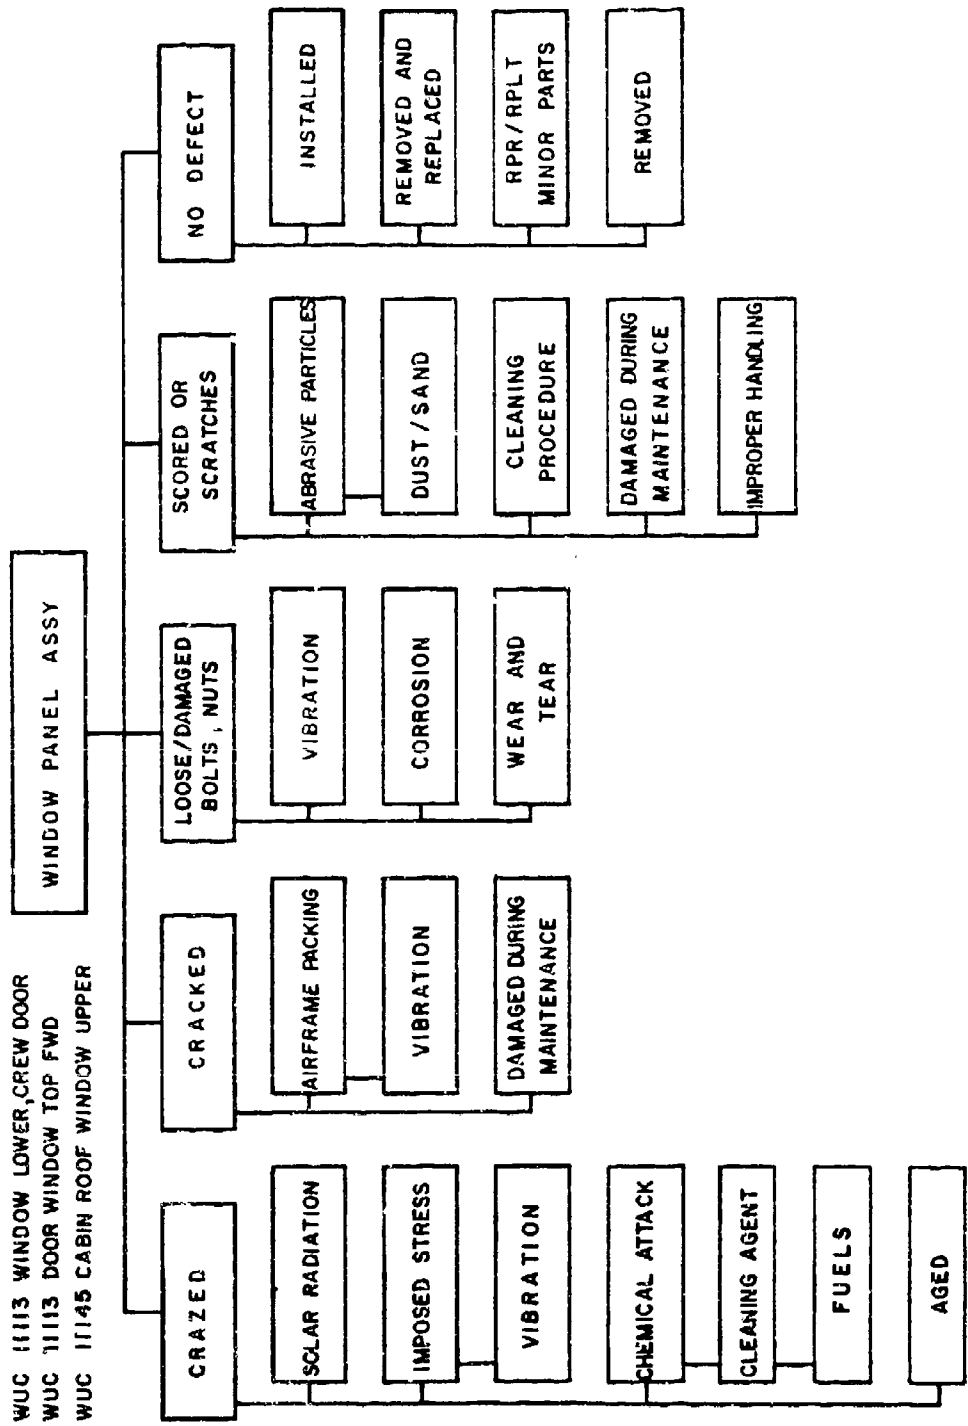 WUC 11113 WINDOW LOWER,CREW DOOR
WUC 11113 DOOR WINDOW TOP FWD
WUC 11145 CABIN ROOF WINDOW UPPER
WINDOW PANEL ASSY
CRAZED
SOLAR RADIATION
IMPOSED STRESS
VIBRATION
CHEMICAL ATTACK
CLEANING AGENT
FUELS
AGED
CRACKED
AIRFRAME PACKING
VIBRATION
DAMAGED DURING
MAINTENANCE
LOOSE/DAMAGED
BOLTS, NUTS
VIBRATION
CORROSION
WEAR AND
TEAR
SCORED OR
SCRATCHES
ABRASIVE PARTICLES
DUST/SAND
CLEANING
PROCEDURE
DAMAGED DURING
MAINTENANCE
IMPROPER HANDLING
NO DEFECT
INSTALLED
REMOVED AND
REPLACED
RPR/RPLT
MINOR PARTS
REMOVED